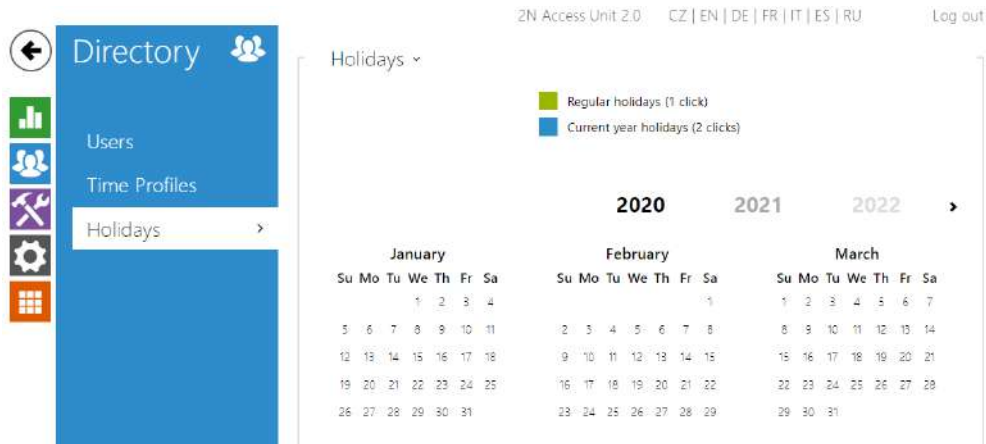 2N Access Unit 2.0 CZ | EN | DE | FR | IT | ES | RU Log out
Directory
Users
Time Profiles
Holidays
Holidays
Regular holidays (1 click)
Current year holidays (2 clicks)
2020 2021 2022
January February March
Su Mo Tu We Th Fr Sa Su Mo Tu We Th Fr Sa Su Mo Tu We Th Fr Sa
1 2 3 4 1 1 2 3 4 5 6 7
5 6 7 8 9 10 11 2 3 4 5 6 7 8 8 9 10 11 12 13 14
12 13 14 15 16 17 18 9 10 11 12 13 14 15 15 16 17 18 19 20 21
19 20 21 22 23 24 25 16 17 18 19 20 21 22 22 23 24 25 26 27 28
26 27 28 29 30 31 23 24 25 26 27 28 29 29 30 31